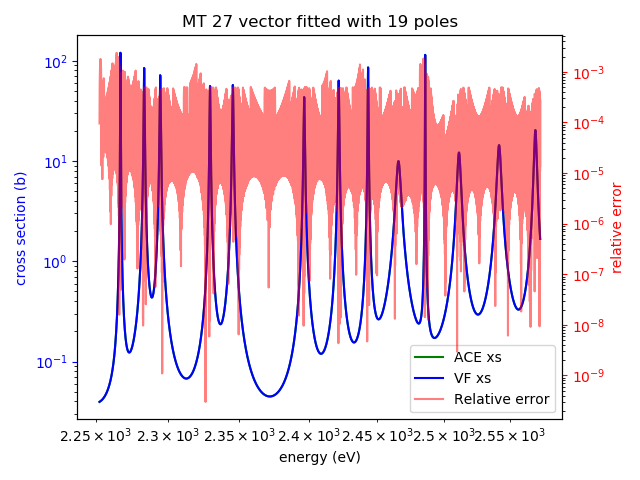 MT 27 vector fitted with 19 poles
10²
10¹
10⁰
10⁻¹
cross section (b)
10⁻³
10⁻⁴
10⁻⁵
10⁻⁶
10⁻⁷
10⁻⁸
10⁻⁹
relative error
ACE xs
VF xs
Relative error
2.25 × 10³ 2.3 × 10³ 2.35 × 10³ 2.4 × 10³ 2.45 × 10³ 2.5 × 10³ 2.55 × 10³
energy (eV)